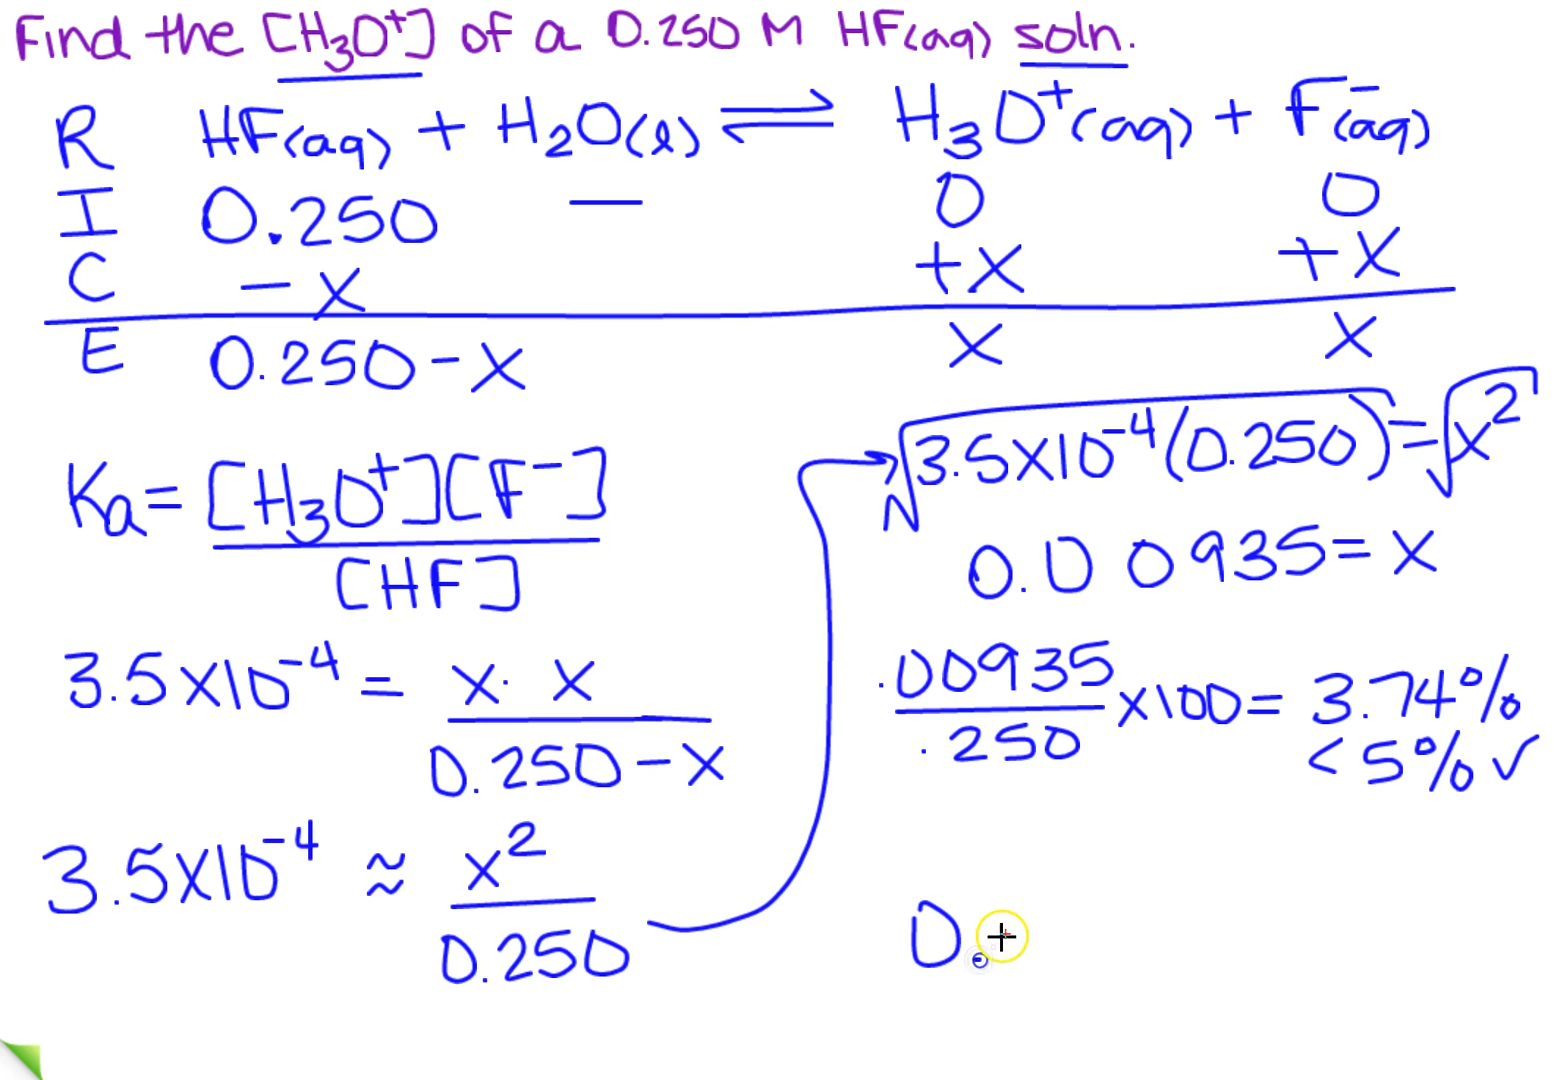 Find the [H₃O⁺] of a 0.250 M HF(aq) soln.
R HF(aq) + H₂O(l) ⇌ H₃O⁺(aq) + F⁻(aq)
I 0.250 — 0 0
C -x +x +x
E 0.250-x x x
Ka = [H₃O⁺][F⁻]
[HF]
3.5x10⁻⁴ = x· x
0.250-x
3.5x10⁻⁴ ≈ x²
0.250
√3.5x10⁻⁴(0.250) = √x²
0.00935 = x
.00935
.250
x100 = 3.74%
<5% ✓
0.